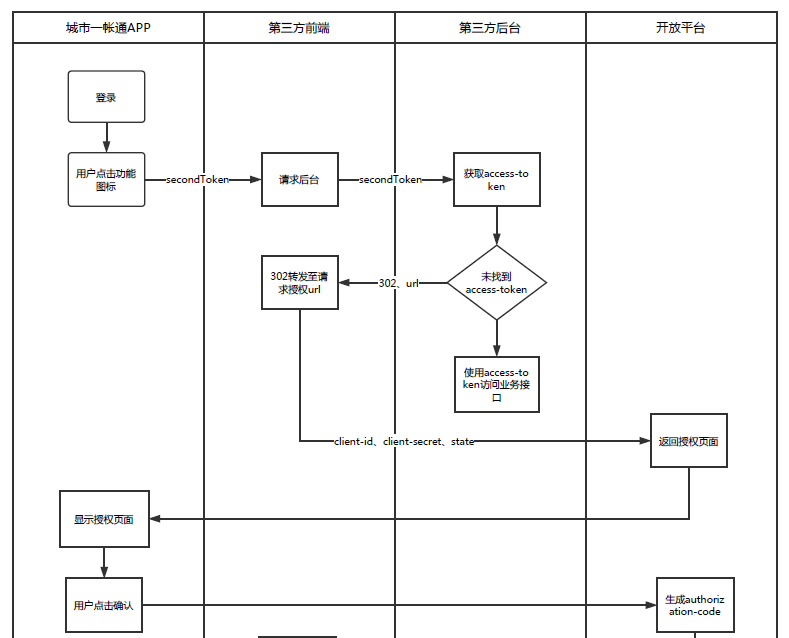 城市一帐通APP
第三方前端
第三方后台
开放平台
登录
用户点击功能
图标
secondToken
请求后台
secondToken
获取access-to
ken
302转发至请
求授权url
302、url
未找到
access-token
使用access-to
ken访问业务接
口
client-id、client-secret、state
返回授权页面
显示授权页面
用户点击确认
生成authoriz
ation-code